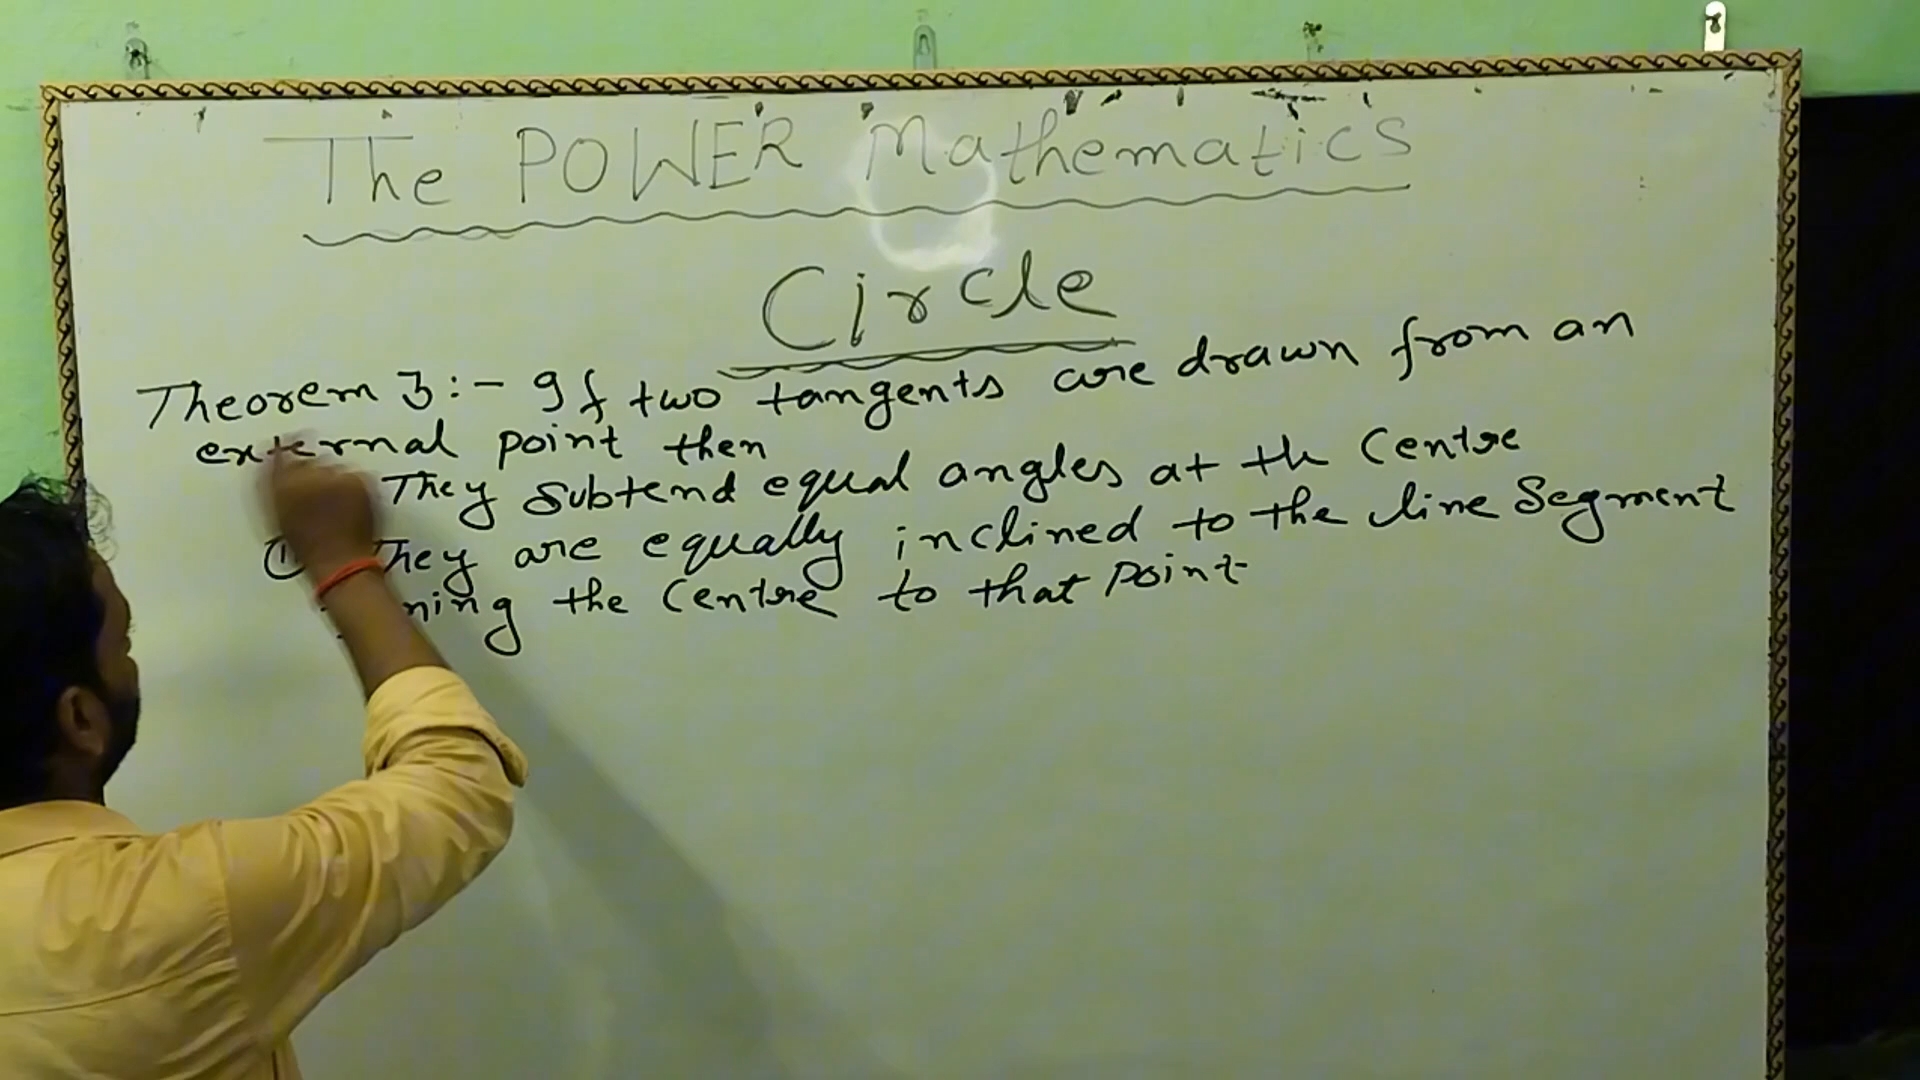 The POWER Mathematics
Circle
Theorem 3:- If two tangents are drawn from an
external point then
They subtend equal angles at th Centre
They are equally inclined to the line Segment
the Centre to that Point